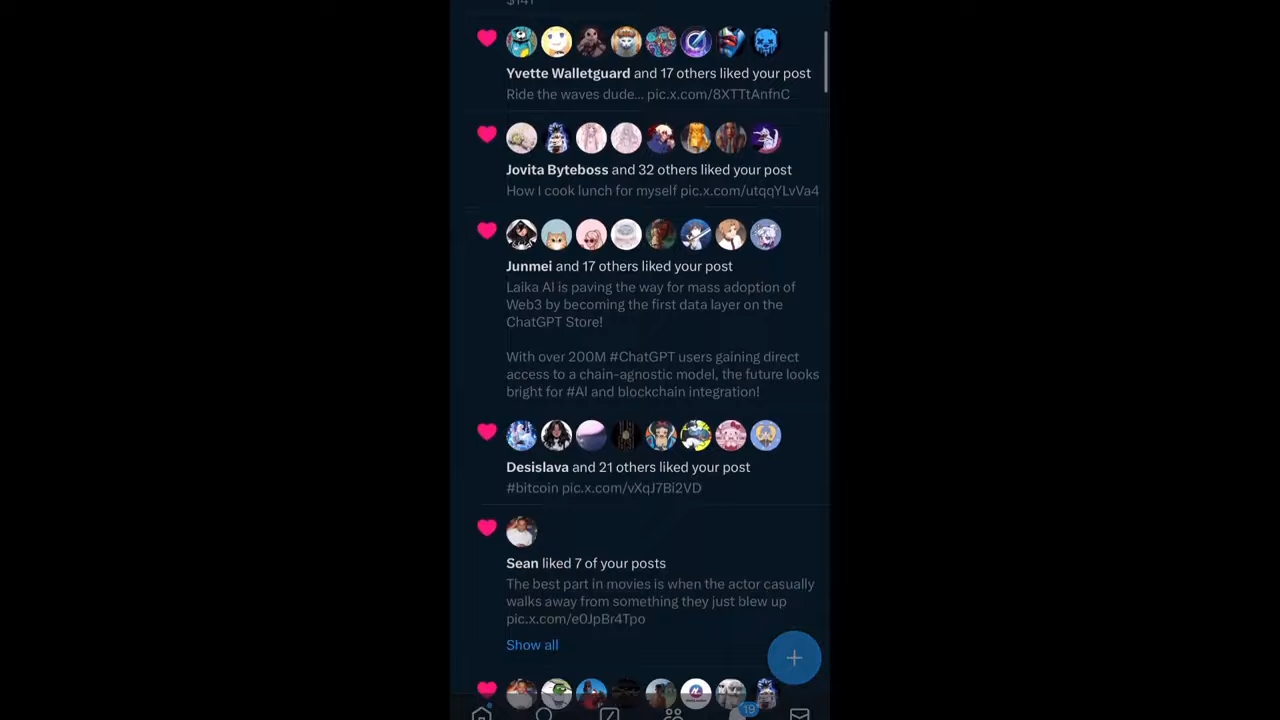 $141
Yvette Walletguard and 17 others liked your post
Ride the waves dude... pic.x.com/8XTTtAnfnC
Jovita Byteboss and 32 others liked your post
How I cook lunch for myself pic.x.com/utqqYLvVa4
Junmei and 17 others liked your post
Laika AI is paving the way for mass adoption of
Web3 by becoming the first data layer on the
ChatGPT Store!
With over 200M #ChatGPT users gaining direct
access to a chain-agnostic model, the future looks
bright for #AI and blockchain integration!
Desislava and 21 others liked your post
#bitcoin pic.x.com/vXqJ7Bi2VD
Sean liked 7 of your posts
The best part in movies is when the actor casually
walks away from something they just blew up
pic.x.com/e0JpBr4Tpo
Show all
19